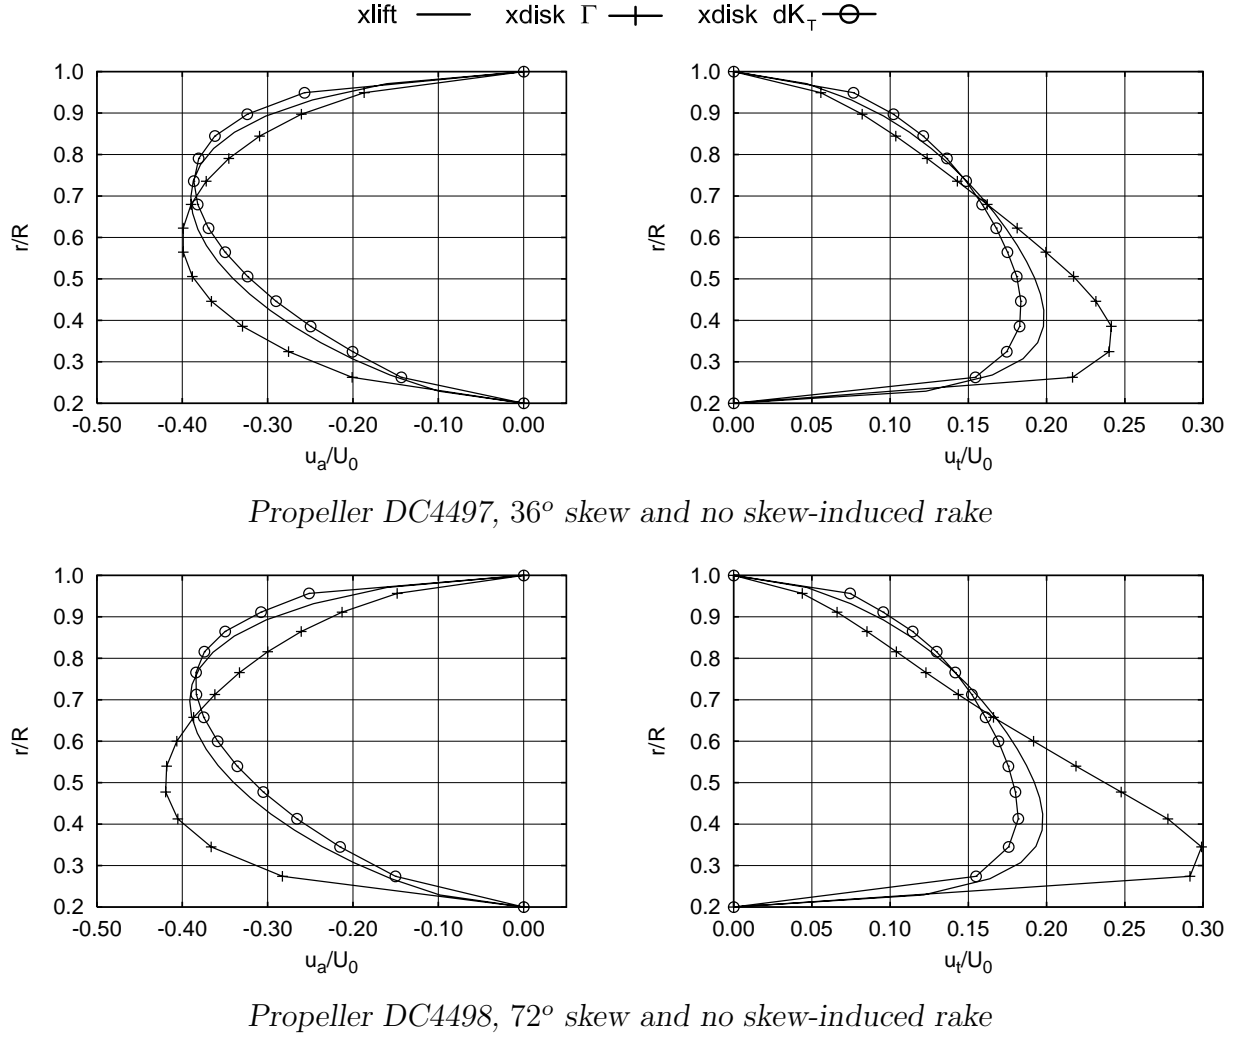 xlift xdisk Γ xdisk dK_T
1.0 0.9 0.8 0.7 0.6 0.5 0.4 0.3 0.2
r/R
-0.50 -0.40 -0.30 -0.20 -0.10 0.00
u_a/U_0
1.0 0.9 0.8 0.7 0.6 0.5 0.4 0.3 0.2
r/R
0.00 0.05 0.10 0.15 0.20 0.25 0.30
u_t/U_0
Propeller DC4497, 36° skew and no skew-induced rake
1.0 0.9 0.8 0.7 0.6 0.5 0.4 0.3 0.2
r/R
-0.50 -0.40 -0.30 -0.20 -0.10 0.00
u_a/U_0
1.0 0.9 0.8 0.7 0.6 0.5 0.4 0.3 0.2
r/R
0.00 0.05 0.10 0.15 0.20 0.25 0.30
u_t/U_0
Propeller DC4498, 72° skew and no skew-induced rake